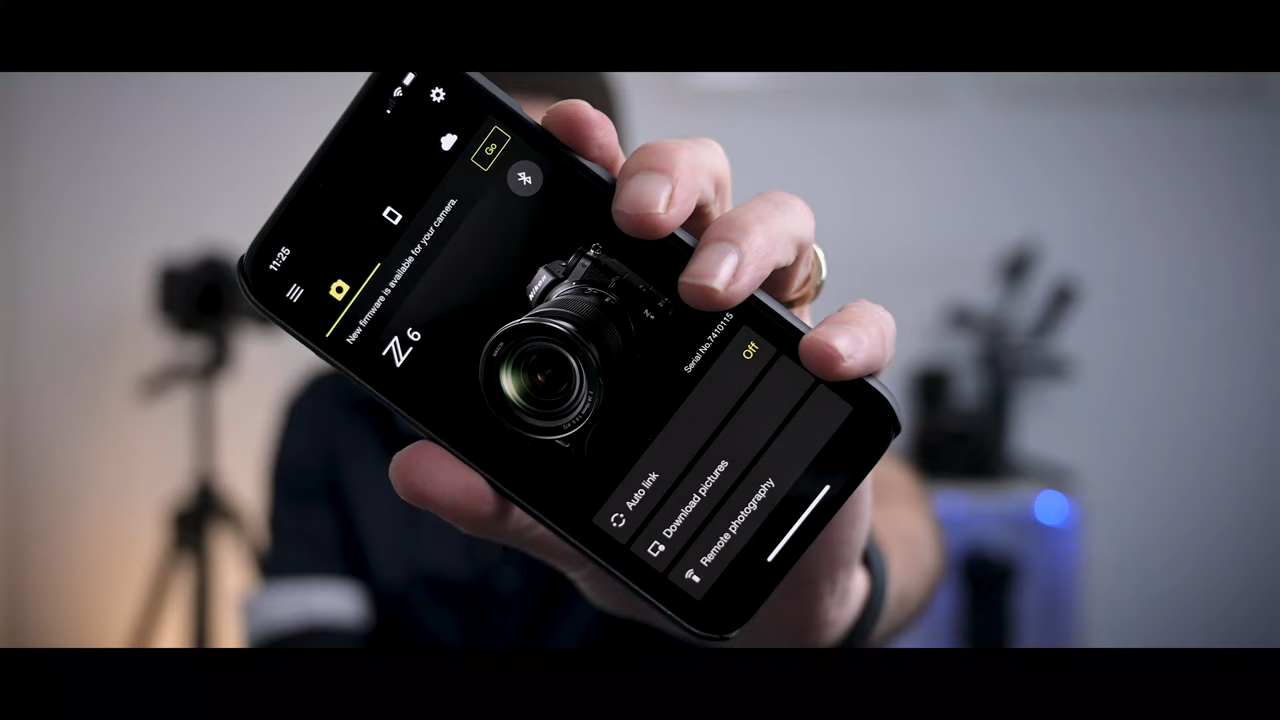 11:25
New firmware is available for your camera.
Go
Z 6
Nikon
Serial No.7410115
Auto link
Off
Download pictures
Remote photography